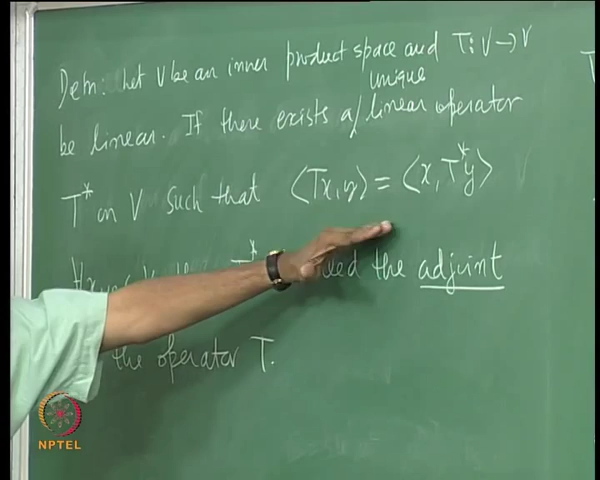 Defn: Let V be an inner product space and T: V → V
be linear. If there exists a/ unique linear operator
T* on V such that ⟨Tx, y⟩ = ⟨x, T*y⟩
the adjoint
the operator T.
NPTEL